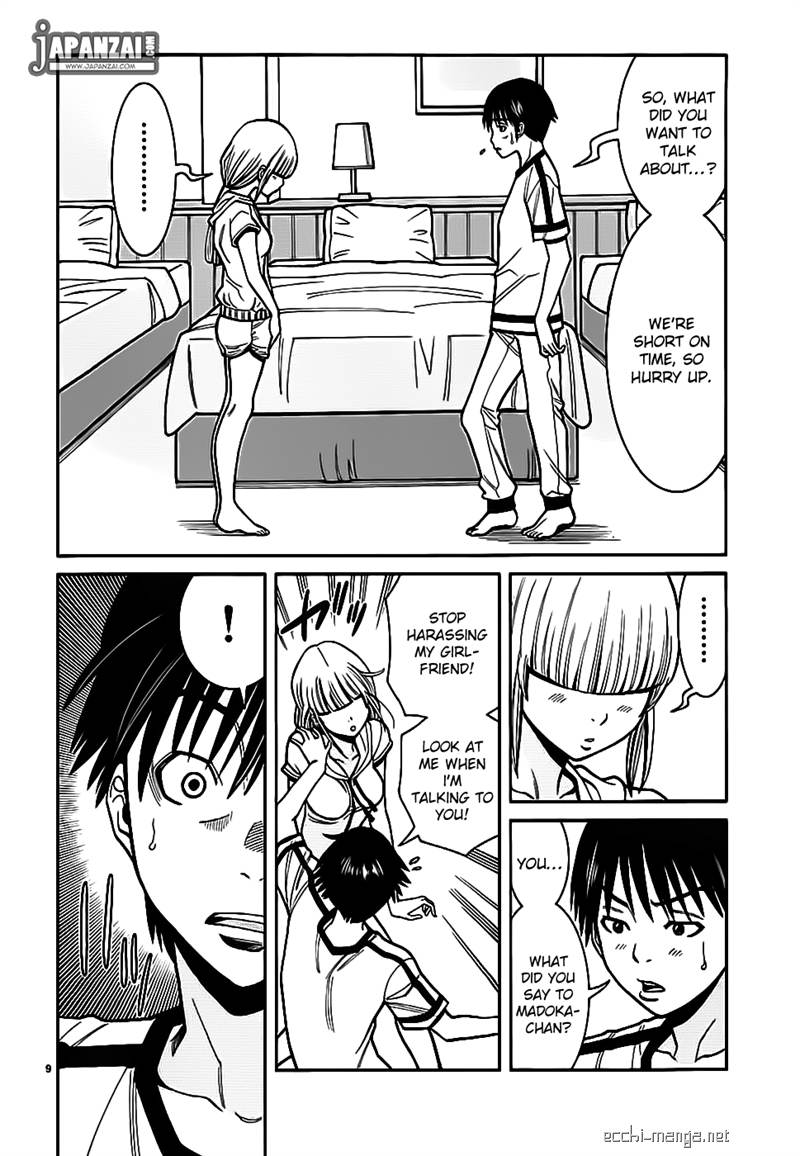 JAPANZAI.COM
WWW.JAPANZAI.COM
SO, WHAT
DID YOU
WANT TO
TALK
ABOUT...?
WE'RE
SHORT ON
TIME, SO
HURRY UP.
........
........
YOU...
WHAT
DID YOU
SAY TO
MADOKA-
CHAN?
STOP
HARASSING
MY GIRL-
FRIEND!
LOOK AT
ME WHEN
I'M
TALKING
TO YOU!
!
9
ecchi-manga.net